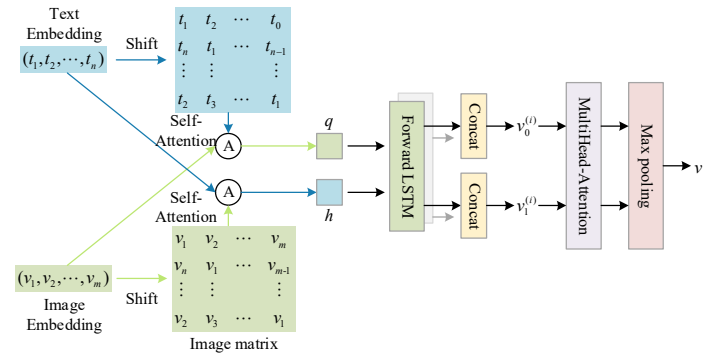 Text
Embedding
(t₁,t₂,⋯,tₙ)
Shift
t₁ t₂ ⋯ t₀
tₙ t₁ ⋯ tₙ₋₁
⋮ ⋮ ⋮
t₂ t₃ ⋯ t₁
Self-
Attention
A
q
A
h
Self-
Attention
(v₁,v₂,⋯,vₘ)
Image
Embedding
Shift
v₁ v₂ ⋯ vₘ
vₙ v₁ ⋯ vₘ₋₁
⋮ ⋮ ⋮
v₂ v₃ ⋯ v₁
Image matrix
Forward LSTM
Concat
v₀⁽ⁱ⁾
Concat
v₁⁽ⁱ⁾
MultiHead-Attention
Max pooling
v